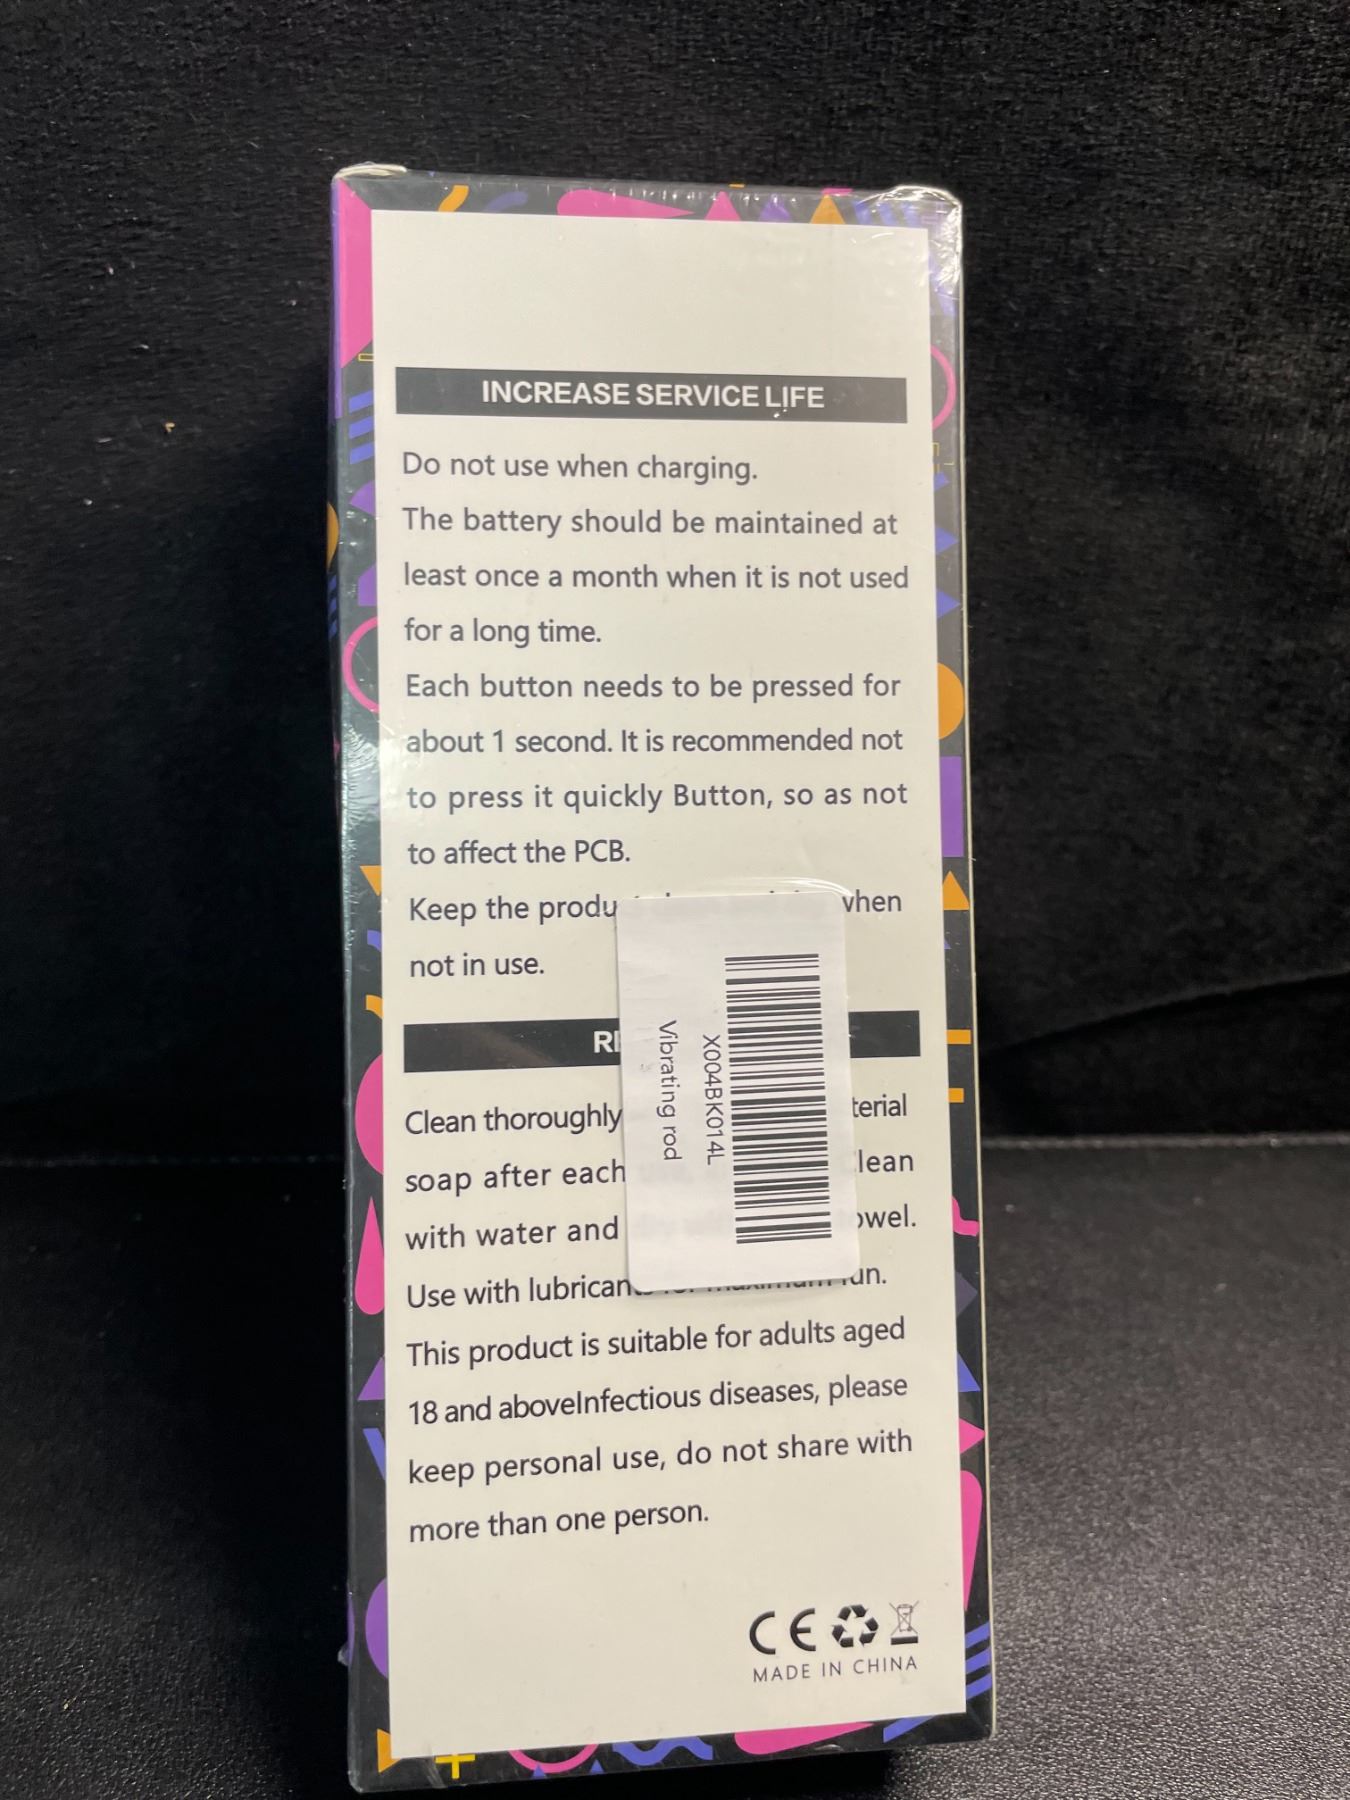 INCREASE SERVICE LIFE
Do not use when charging.
The battery should be maintained at
least once a month when it is not used
for a long time.
Each button needs to be pressed for
about 1 second. It is recommended not
to press it quickly Button, so as not
to affect the PCB.
Keep the when
not in use.
Clean thoroughly
soap after each
with water and
Use with
This product is suitable for adults aged
18 and aboveInfectious diseases, please
keep personal use, do not share with
more than one person.
X004BK014L
Vibrating rod
CE
MADE IN CHINA